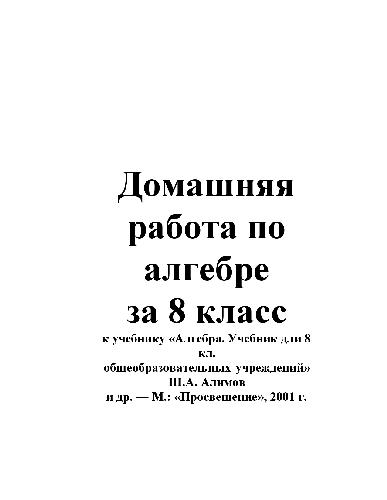 Домашняя
работа по
алгебре
за 8 класс
к учебнику «Алгебра. Учебник для 8
кл.
общеобразовательных учреждений»
Ш.А. Алимов
и др. — М.: «Просвещение», 2001 г.